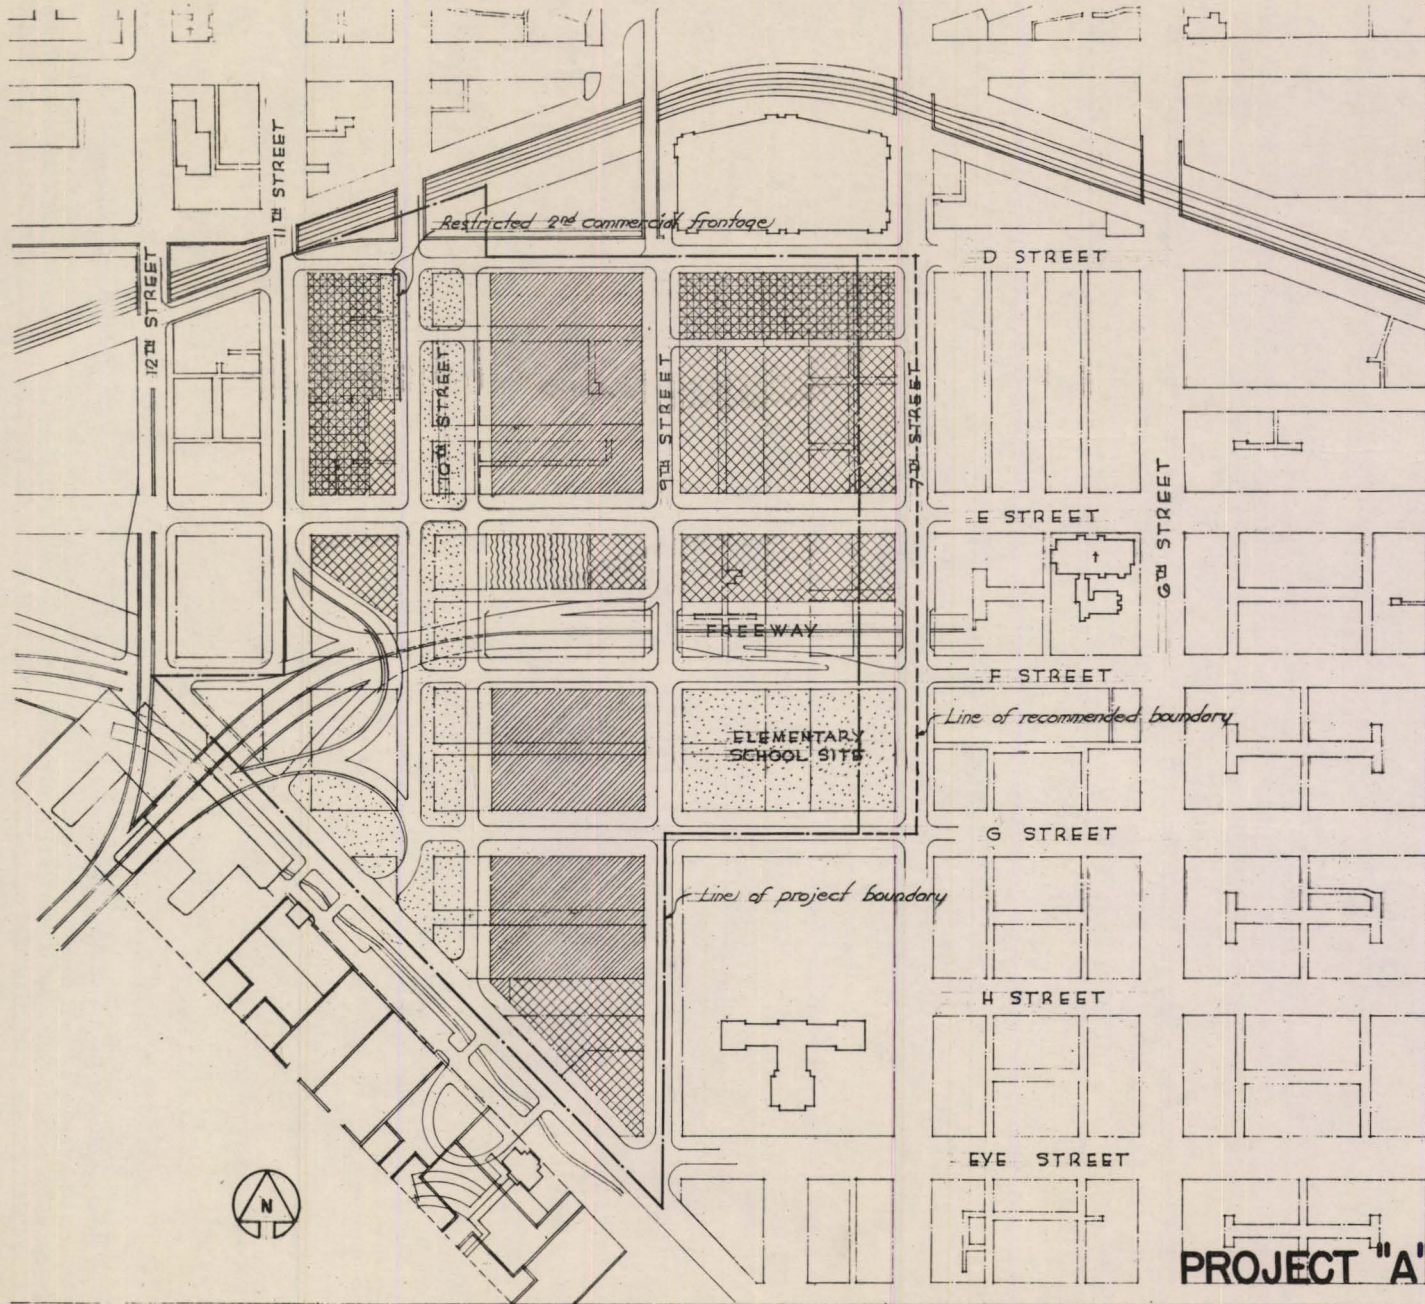 11TH STREET
Restricted 2nd commercial frontage
D STREET
12TH STREET
10TH STREET
9TH STREET
7TH STREET
E STREET
6TH STREET
FREEWAY
F STREET
Line of recommended boundary
ELEMENTARY
SCHOOL SITE
G STREET
Line of project boundary
H STREET
EYE STREET
N
PROJECT "A"